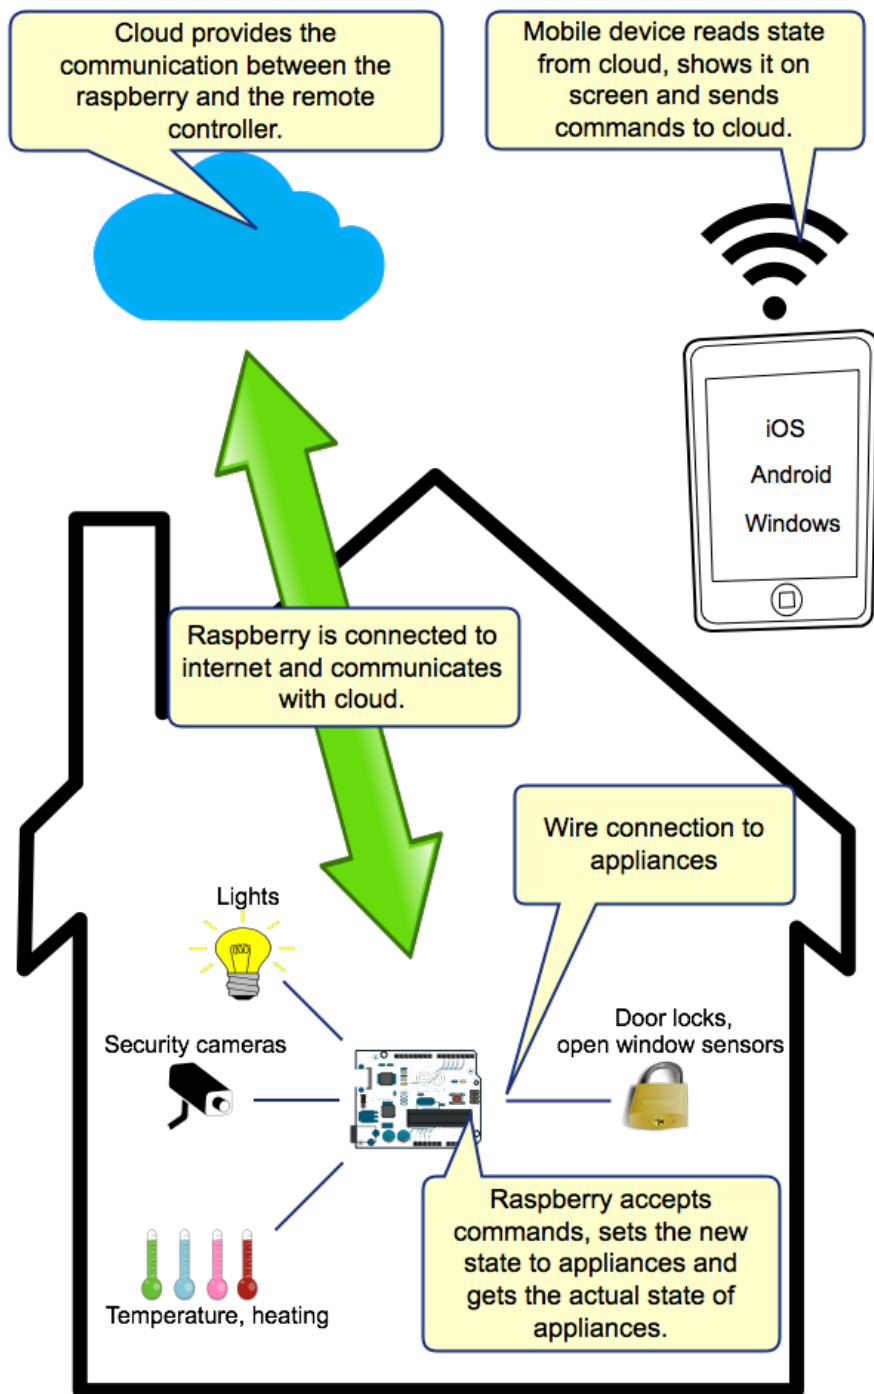 Cloud provides the
communication between the
raspberry and the remote
controller.
Mobile device reads state
from cloud, shows it on
screen and sends
commands to cloud.
iOS
Android
Windows
Raspberry is connected to
internet and communicates
with cloud.
Wire connection to
appliances
Lights
Security cameras
Door locks,
open window sensors
Raspberry accepts
commands, sets the new
state to appliances and
gets the actual state of
appliances.
Temperature, heating